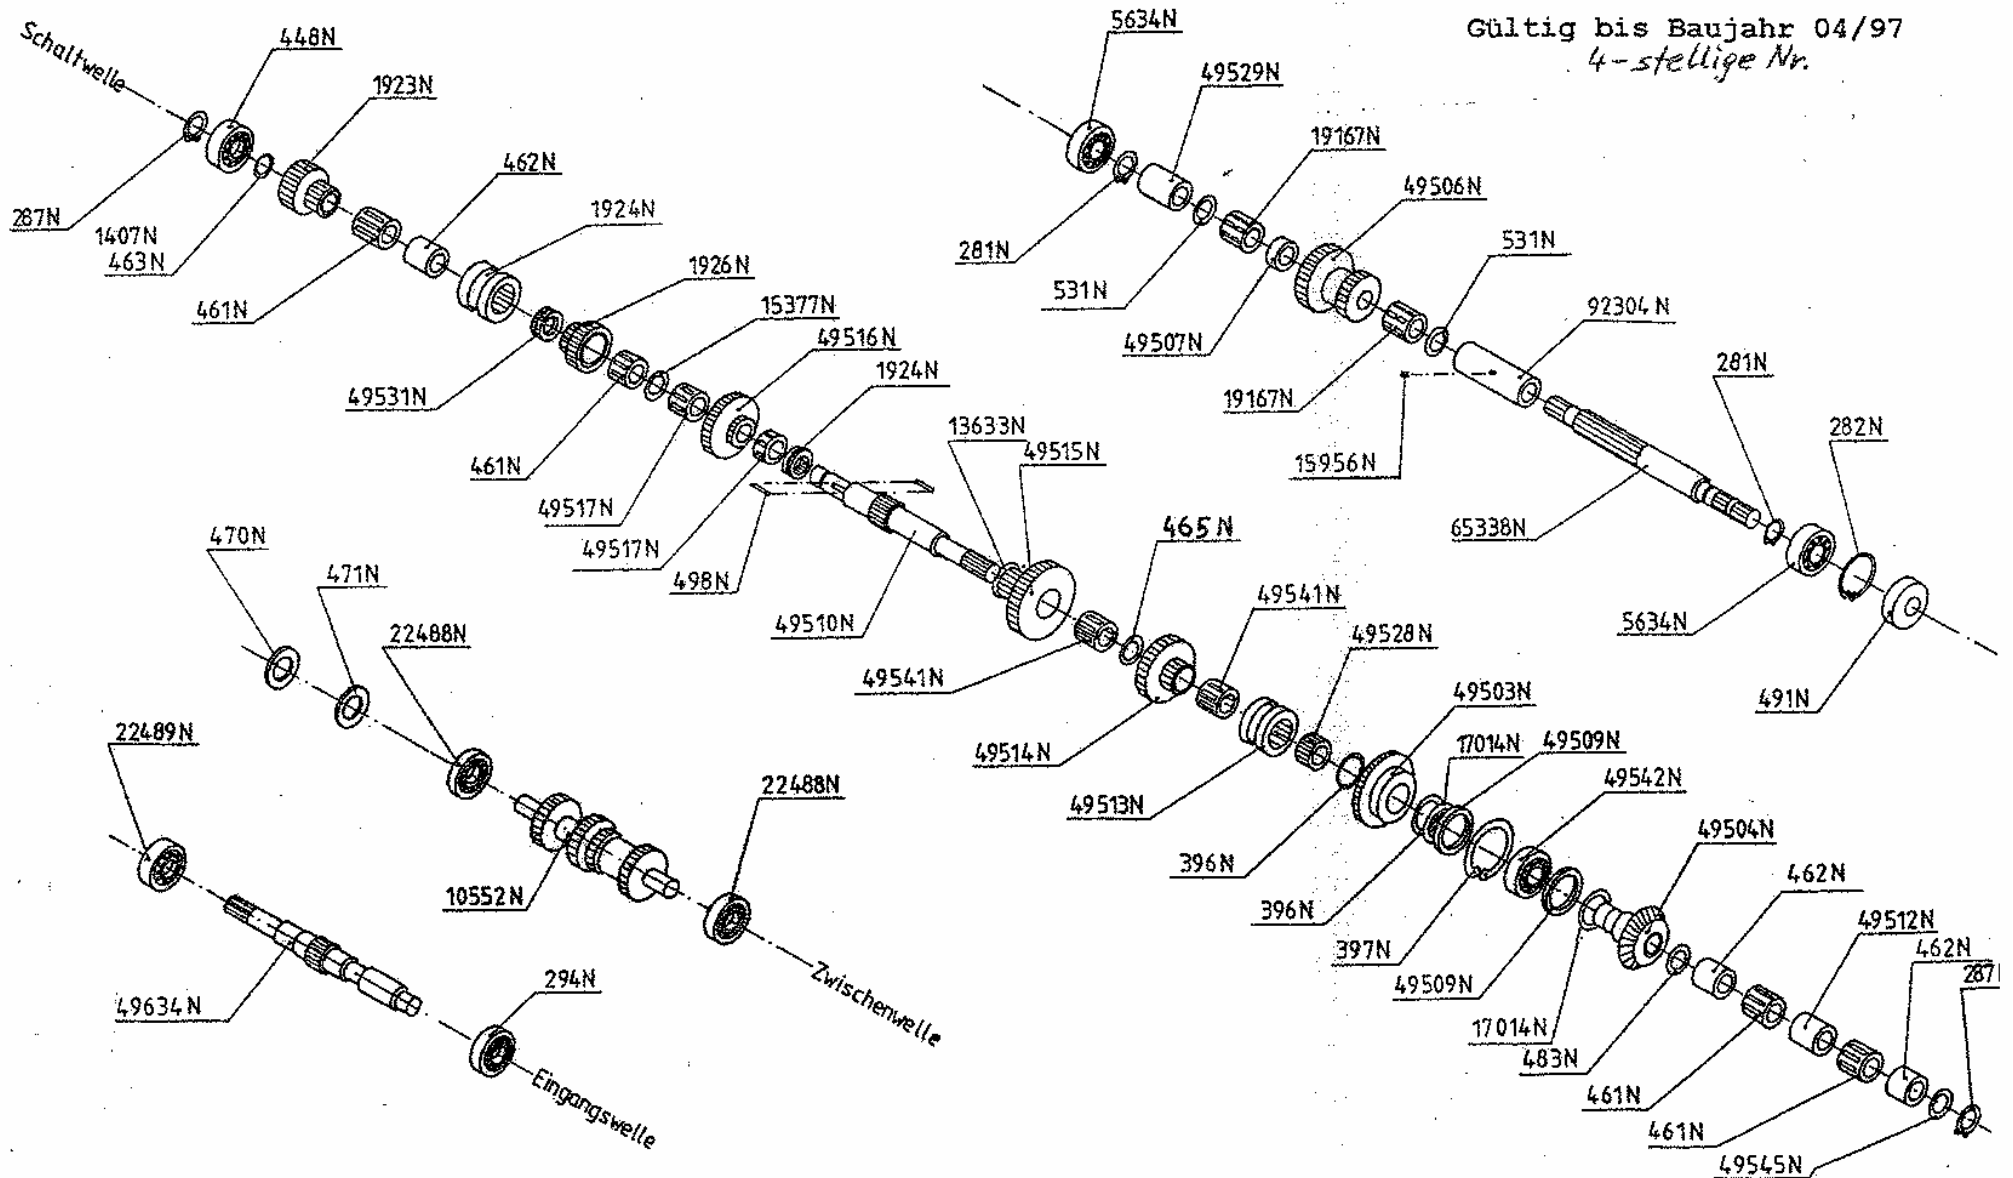 Gültig bis Baujahr 04/97
4-stellige Nr.
Schaltwelle
448N
1923N
287N
1407N
463N
462N
461N
1924N
1926N
15377N
49516N
1924N
49531N
461N
49517N
49517N
498N
49510N
13633N
49515N
465N
49541N
49541N
49528N
49503N
49514N
49513N
17014N
49509N
49542N
396N
396N
397N
49509N
49504N
17014N
483N
462N
49512N
462N
287
461N
461N
49545N
5634N
49529N
19167N
49506N
281N
531N
531N
49507N
92304N
19167N
15956N
281N
282N
65338N
5634N
491N
470N
471N
22488N
22488N
10552N
Zwischenwelle
22489N
49634N
294N
Eingangswelle